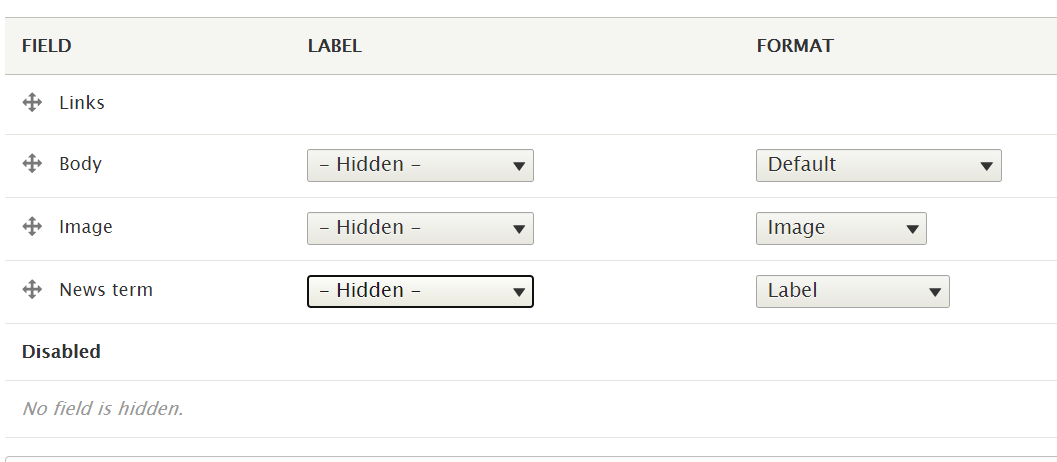 FIELD LABEL FORMAT
Links
Body - Hidden - Default
Image - Hidden - Image
News term - Hidden - Label
Disabled
No field is hidden.